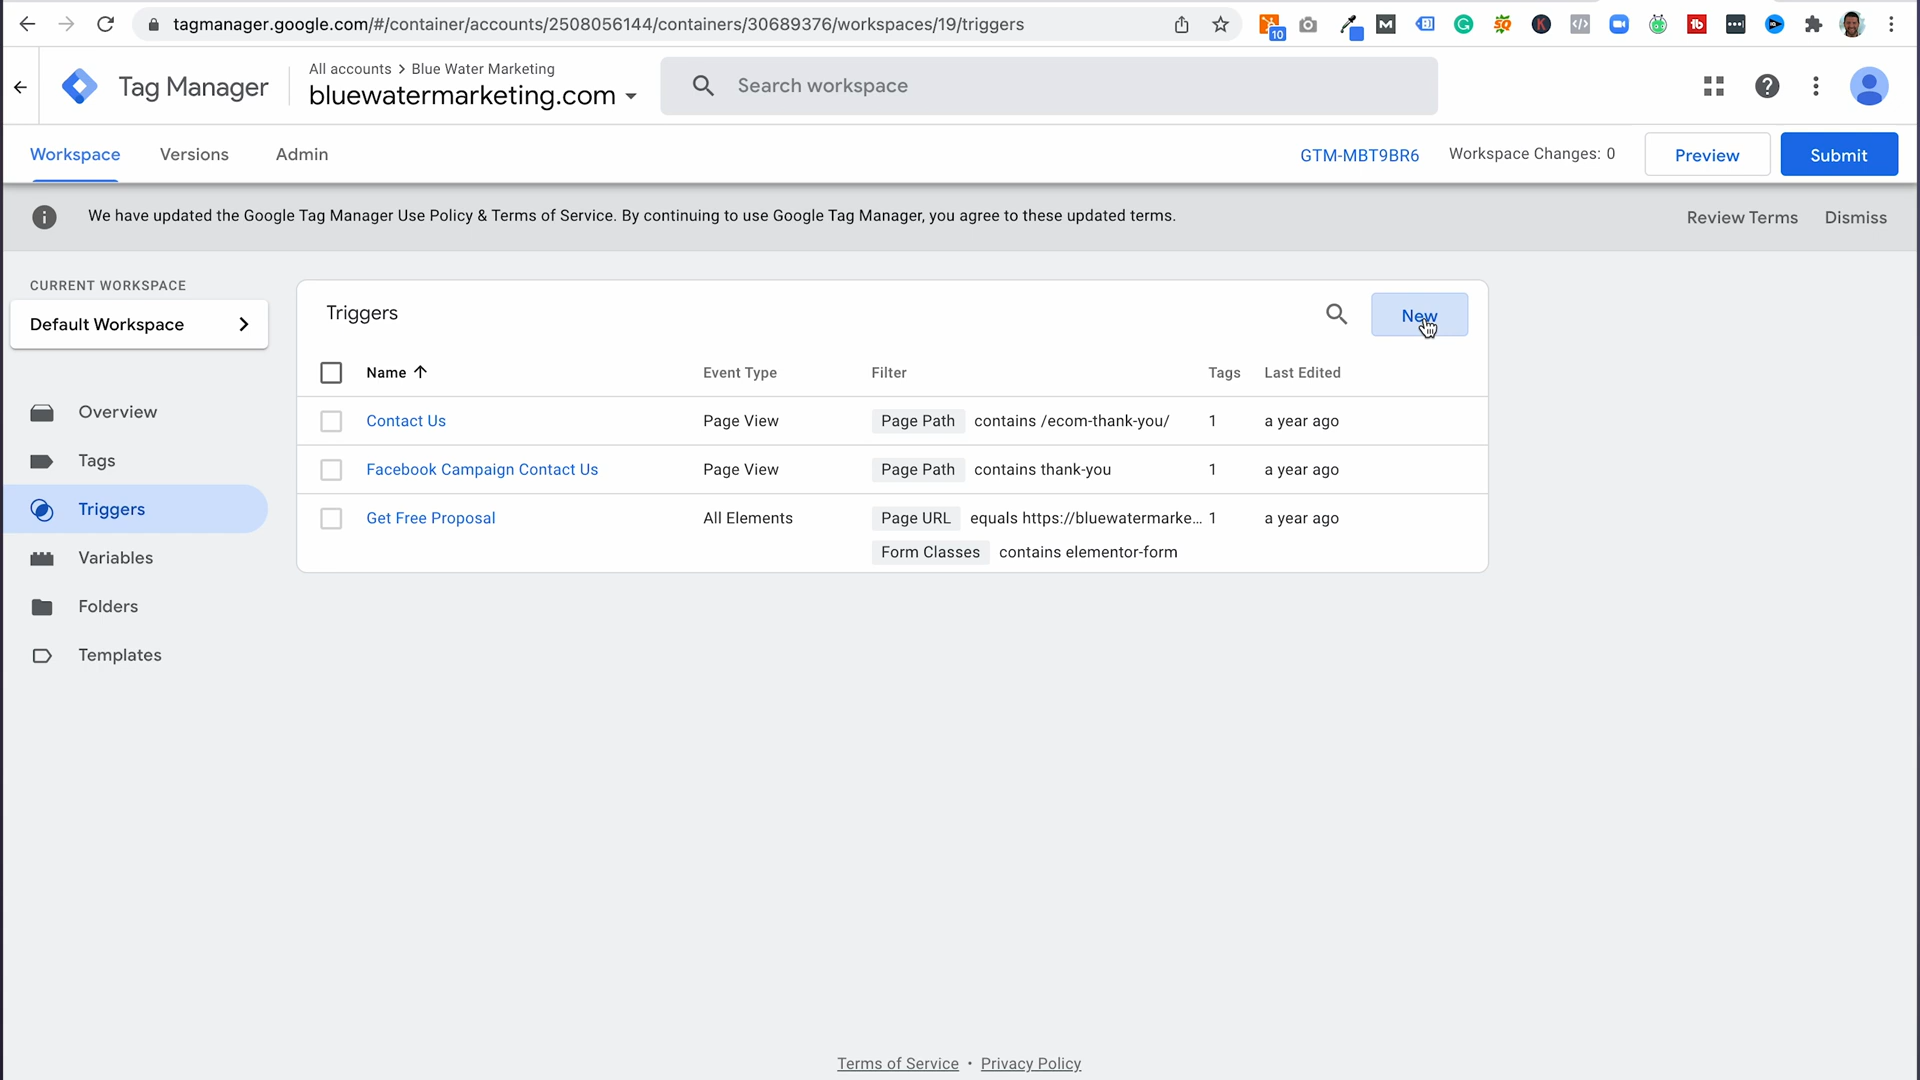 tagmanager.google.com/#/container/accounts/2508056144/containers/30689376/workspaces/19/triggers
10
Tag Manager
All accounts > Blue Water Marketing
bluewatermarketing.com
Search workspace
Workspace
Versions
Admin
GTM-MBT9BR6
Workspace Changes: 0
Preview
Submit
We have updated the Google Tag Manager Use Policy & Terms of Service. By continuing to use Google Tag Manager, you agree to these updated terms.
Review Terms
Dismiss
CURRENT WORKSPACE
Default Workspace
Overview
Tags
Triggers
Variables
Folders
Templates
Triggers
New
Name Event Type Filter Tags Last Edited
Contact Us Page View Page Path contains /ecom-thank-you/ 1 a year ago
Facebook Campaign Contact Us Page View Page Path contains thank-you 1 a year ago
Get Free Proposal All Elements Page URL equals https://bluewatermarke... 1 a year ago
Form Classes contains elementor-form
Terms of Service • Privacy Policy